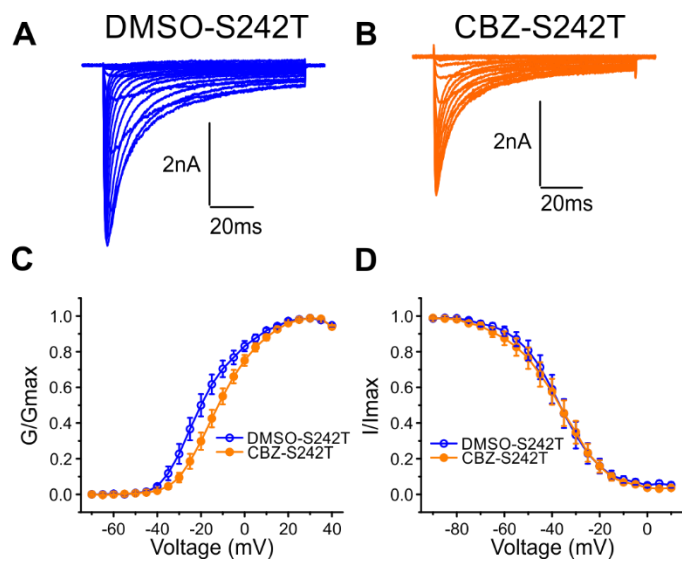 A DMSO-S242T
B CBZ-S242T
2nA
20ms
2nA
20ms
C
D
1.0
0.8
0.6
0.4
0.2
0.0
G/Gmax
DMSO-S242T
CBZ-S242T
-60 -40 -20 0 20 40
Voltage (mV)
1.0
0.8
0.6
0.4
0.2
0.0
I/Imax
DMSO-S242T
CBZ-S242T
-80 -60 -40 -20 0
Voltage (mV)